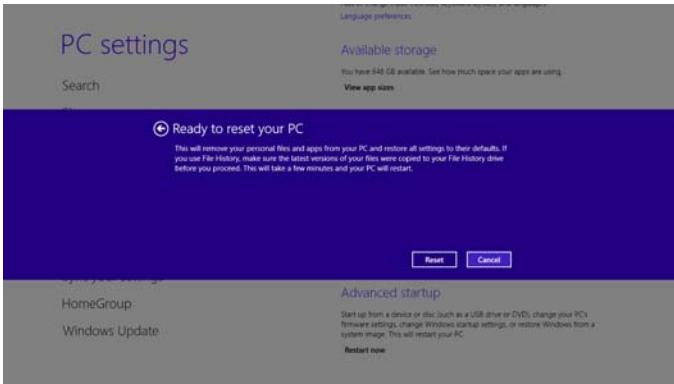 Language preferences
PC settings
Available storage
You have 648 GB available. See how much space your apps are using.
View app sizes
Search
Ready to reset your PC
This will remove your personal files and apps from your PC and restore all settings to their defaults. If
you use File History, make sure the latest versions of your files were copied to your File History drive
before you proceed. This will take a few minutes and your PC will restart.
Reset Cancel
Advanced startup
HomeGroup
Start up from a device or disc (such as a USB drive or DVD), change your PC's
firmware settings, change Windows startup settings, or restore Windows from a
system image. This will restart your PC.
Windows Update
Restart now